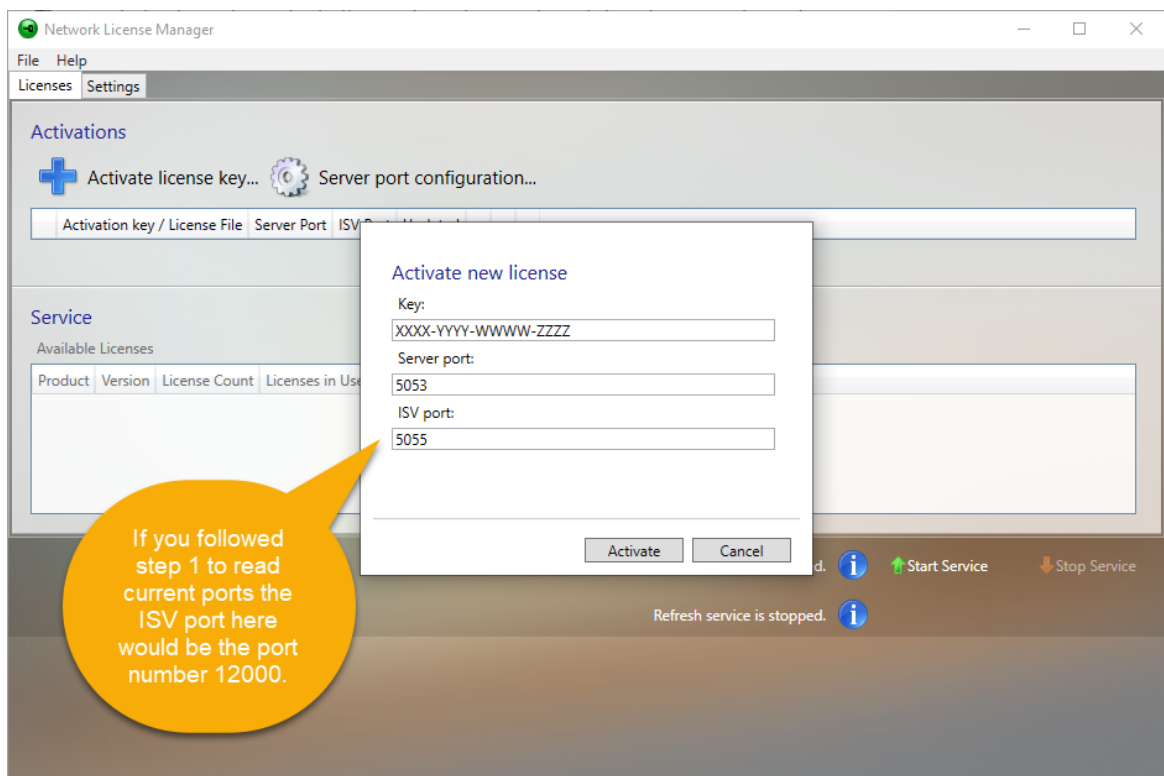 Network License Manager
File Help
Licenses Settings
Activations
Activate license key... Server port configuration...
Activation key / License File Server Port ISV
Activate new license
Key:
XXXX-YYYY-WWWW-ZZZZ
Server port:
5053
ISV port:
5055
Activate Cancel
Service
Available Licenses
Product Version License Count Licenses in Use
If you followed
step 1 to read
current ports the
ISV port here
would be the port
number 12000.
Start Service Stop Service
Refresh service is stopped.